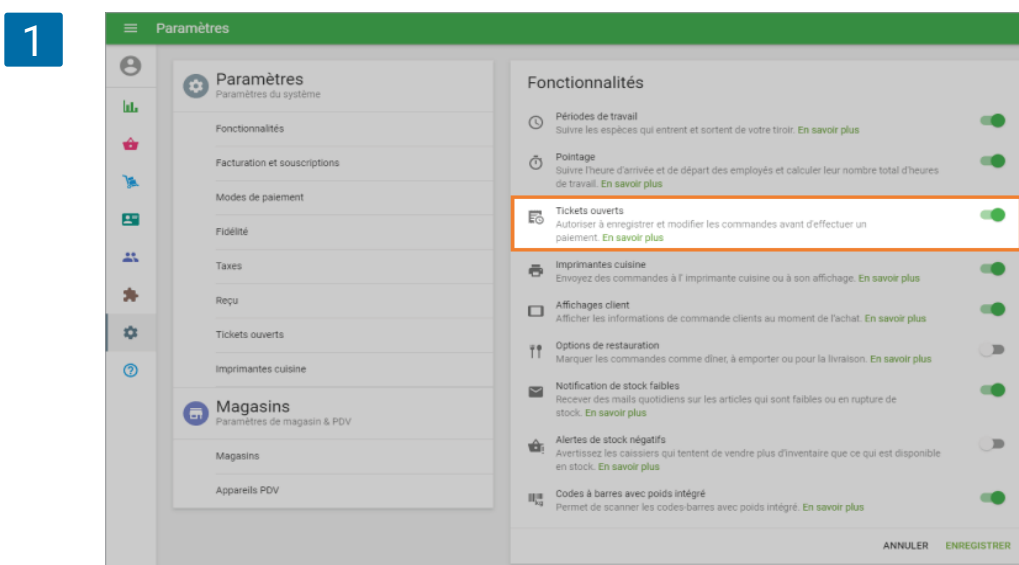 1
Paramètres
Paramètres
Paramètres du système
Fonctionnalités
Facturation et souscriptions
Modes de paiement
Fidélité
Taxes
Reçu
Tickets ouverts
Imprimantes cuisine
Magasins
Paramètres de magasin & PDV
Magasins
Appareils PDV
Fonctionnalités
Périodes de travail
Suivre les espèces qui entrent et sortent de votre tiroir. En savoir plus
Pointage
Suivre l'heure d'arrivée et de départ des employés et calculer leur nombre total d'heures
de travail. En savoir plus
Tickets ouverts
Autoriser à enregistrer et modifier les commandes avant d'effectuer un
paiement. En savoir plus
Imprimantes cuisine
Envoyez des commandes à l' imprimante cuisine ou à son affichage. En savoir plus
Affichages client
Afficher les informations de commande clients au moment de l'achat. En savoir plus
Options de restauration
Marquer les commandes comme dîner, à emporter ou pour la livraison. En savoir plus
Notification de stock faibles
Recever des mails quotidiens sur les articles qui sont faibles ou en rupture de
stock. En savoir plus
Alertes de stock négatifs
Avertissez les caissiers qui tentent de vendre plus d'inventaire que ce qui est disponible
en stock. En savoir plus
Codes à barres avec poids intégré
Permet de scanner les codes-barres avec poids intégré. En savoir plus
ANNULER ENREGISTRER